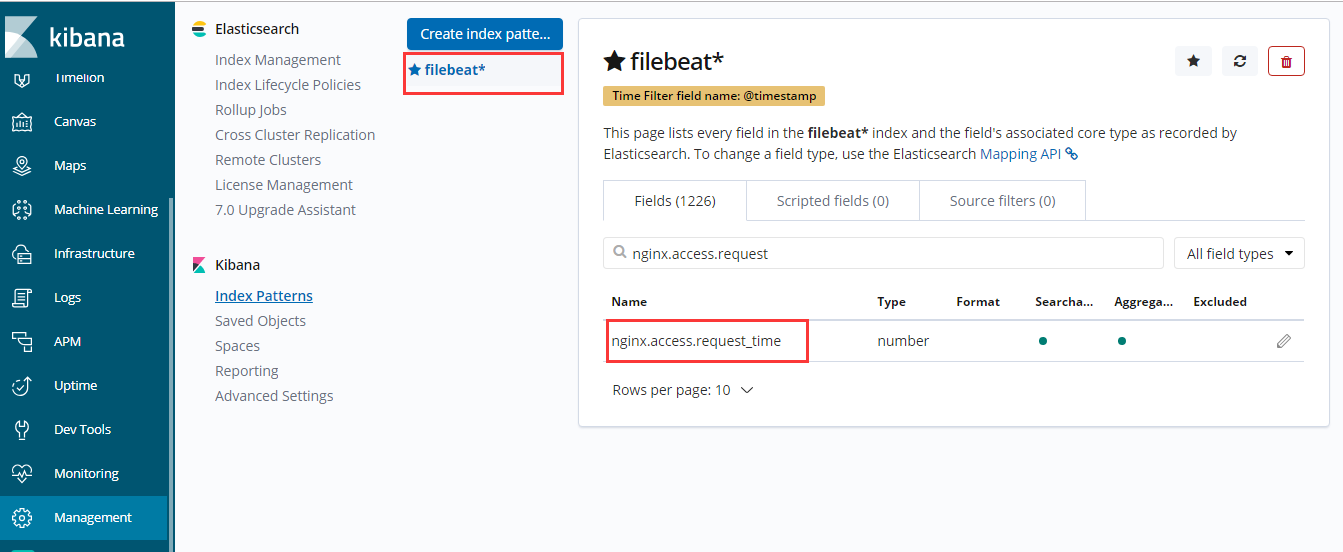 kibana
Timelion
Canvas
Maps
Machine Learning
Infrastructure
Logs
APM
Uptime
Dev Tools
Monitoring
Management
Elasticsearch
Index Management
Index Lifecycle Policies
Rollup Jobs
Cross Cluster Replication
Remote Clusters
License Management
7.0 Upgrade Assistant
Kibana
Index Patterns
Saved Objects
Spaces
Reporting
Advanced Settings
Create index patte...
filebeat*
filebeat*
Time Filter field name: @timestamp
This page lists every field in the filebeat* index and the field's associated core type as recorded by
Elasticsearch. To change a field type, use the Elasticsearch Mapping API
Fields (1226) Scripted fields (0) Source filters (0)
nginx.access.request All field types
Name Type Format Searcha... Aggrega... Excluded
nginx.access.request_time number
Rows per page: 10